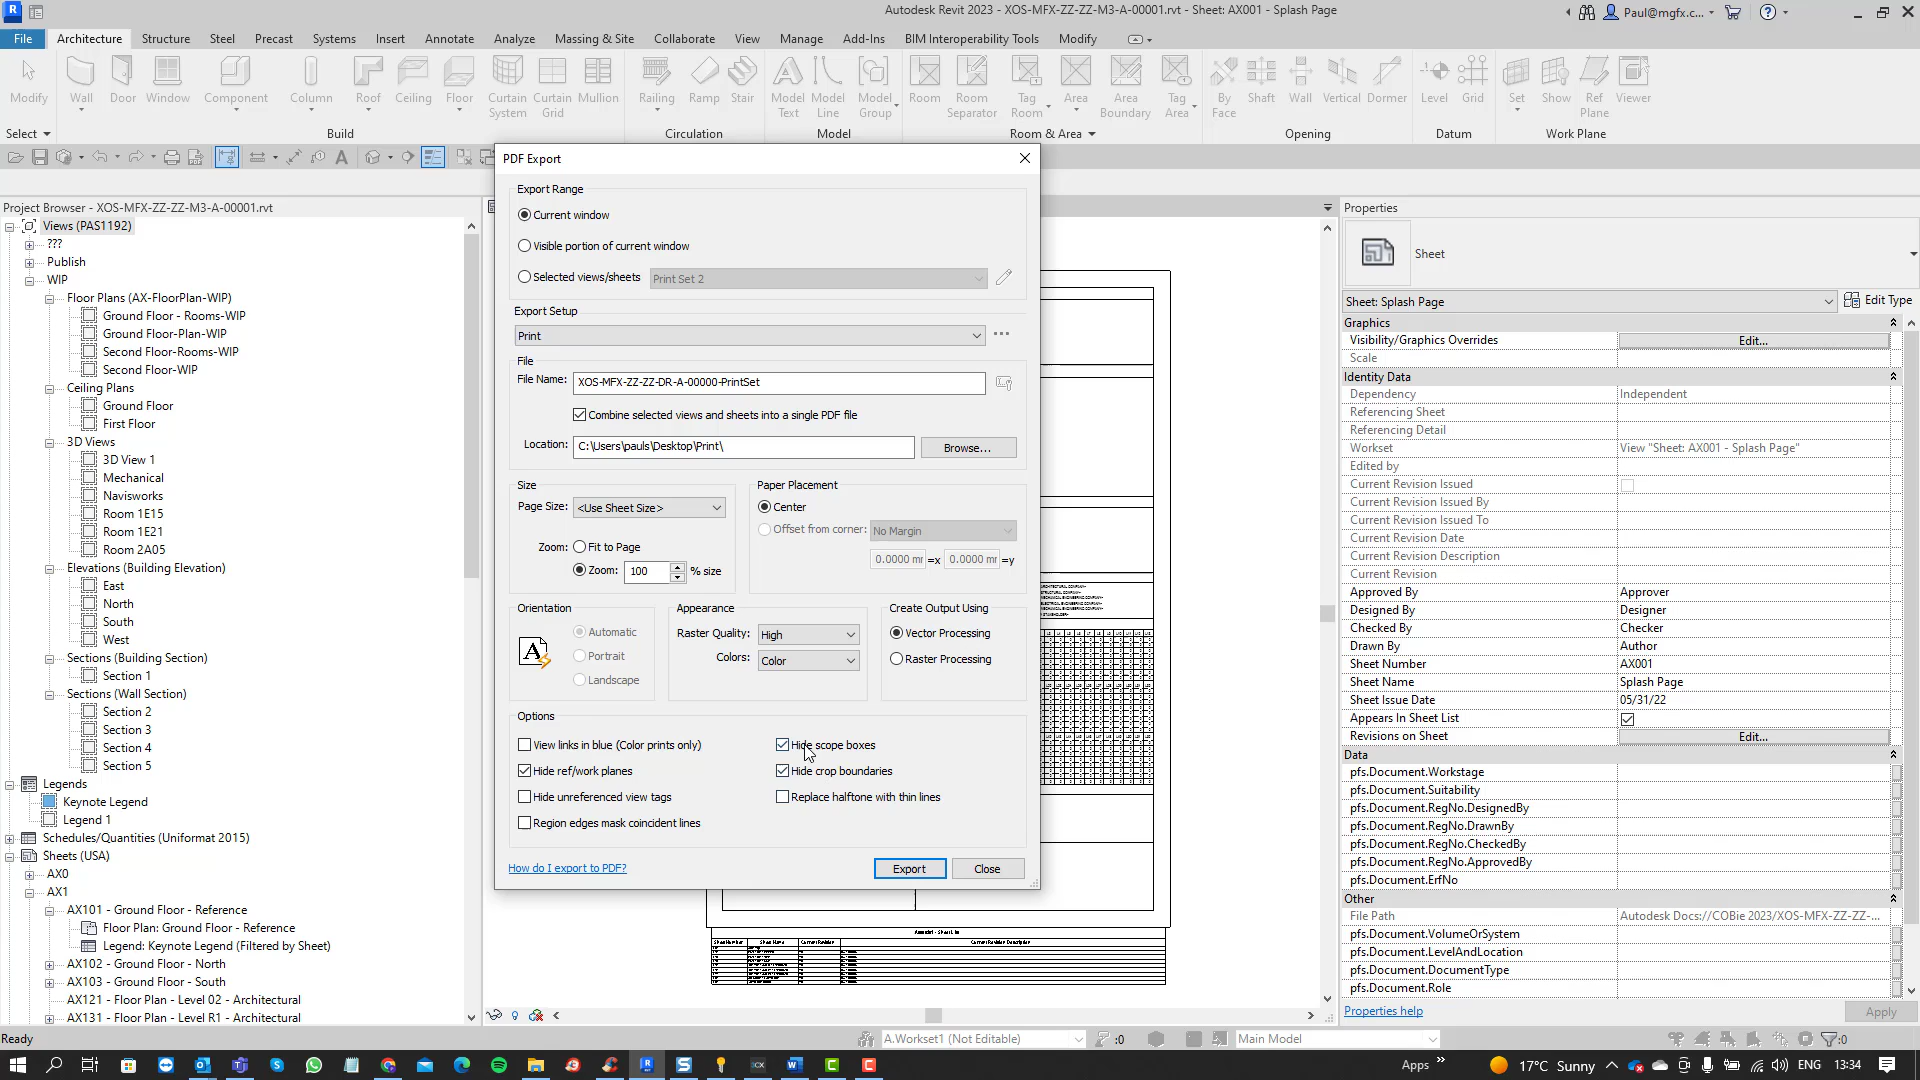 Autodesk Revit 2023 - XOS-MFX-ZZ-ZZ-M3-A-00001.rvt - Sheet: AX001 - Splash Page
Paul@mgfx.c...
File Architecture Structure Steel Precast Systems Insert Annotate Analyze Massing & Site Collaborate View Manage Add-Ins BIM Interoperability Tools Modify
Modify Wall Door Window Component Column Roof Ceiling Floor Curtain System Curtain Grid Mullion Railing Ramp Stair Model Text Model Line Model Group Room Room Separator Tag Room Area Area Boundary Tag Area By Face Shaft Wall Vertical Dormer Level Grid Set Show Ref Plane Viewer
Select Build Circulation Model Room & Area Opening Datum Work Plane
Project Browser - XOS-MFX-ZZ-ZZ-M3-A-00001.rvt
Views (PAS1192)
???
Publish
WIP
Floor Plans (AX-FloorPlan-WIP)
Ground Floor - Rooms-WIP
Ground Floor-Plan-WIP
Second Floor-Rooms-WIP
Second Floor-WIP
Ceiling Plans
Ground Floor
First Floor
3D Views
3D View 1
Mechanical
Navisworks
Room 1E15
Room 1E21
Room 2A05
Elevations (Building Elevation)
East
North
South
West
Sections (Building Section)
Section 1
Sections (Wall Section)
Section 2
Section 3
Section 4
Section 5
Legends
Keynote Legend
Legend 1
Schedules/Quantities (Uniformat 2015)
Sheets (USA)
AX0
AX1
AX101 - Ground Floor - Reference
Floor Plan: Ground Floor - Reference
Legend: Keynote Legend (Filtered by Sheet)
AX102 - Ground Floor - North
AX103 - Ground Floor - South
AX121 - Floor Plan - Level 02 - Architectural
AX131 - Floor Plan - Level R1 - Architectural
PDF Export
Export Range
Current window
Visible portion of current window
Selected views/sheets Print Set 2
Export Setup
Print
File
File Name: XOS-MFX-ZZ-ZZ-DR-A-00000-PrintSet
Combine selected views and sheets into a single PDF file
Location: C:\Users\pauls\Desktop\Print\ Browse...
Size
Page Size: <Use Sheet Size>
Zoom: Fit to Page
Zoom: 100 % size
Paper Placement
Center
Offset from corner: No Margin
0.0000 mr =x 0.0000 mr =y
Orientation
Automatic
Portrait
Landscape
Appearance
Raster Quality: High
Colors: Color
Create Output Using
Vector Processing
Raster Processing
Options
View links in blue (Color prints only) Hide scope boxes
Hide ref/work planes Hide crop boundaries
Hide unreferenced view tags Replace halftone with thin lines
Region edges mask coincident lines
How do I export to PDF? Export Close
Sheet Number Sheet Name Current Revision Current Revision Description
Properties
Sheet
Sheet: Splash Page Edit Type
Graphics
Visibility/Graphics Overrides Edit...
Scale
Identity Data
Dependency Independent
Referencing Sheet
Referencing Detail
Workset View "Sheet: AX001 - Splash Page"
Edited by
Current Revision Issued
Current Revision Issued By
Current Revision Issued To
Current Revision Date
Current Revision Description
Current Revision
Approved By Approver
Designed By Designer
Checked By Checker
Drawn By Author
Sheet Number AX001
Sheet Name Splash Page
Sheet Issue Date 05/31/22
Appears In Sheet List
Revisions on Sheet Edit...
Data
pfs.Document.Workstage
pfs.Document.Suitability
pfs.Document.RegNo.DesignedBy
pfs.Document.RegNo.DrawnBy
pfs.Document.RegNo.CheckedBy
pfs.Document.RegNo.ApprovedBy
pfs.Document.ErfNo
Other
File Path Autodesk Docs://COBie 2023/XOS-MFX-ZZ-ZZ-...
pfs.Document.VolumeOrSystem
pfs.Document.LevelAndLocation
pfs.Document.DocumentType
pfs.Document.Role
Properties help Apply
Ready A.Workset1 (Not Editable) :0 Main Model :0
Apps 17°C Sunny ENG 13:34